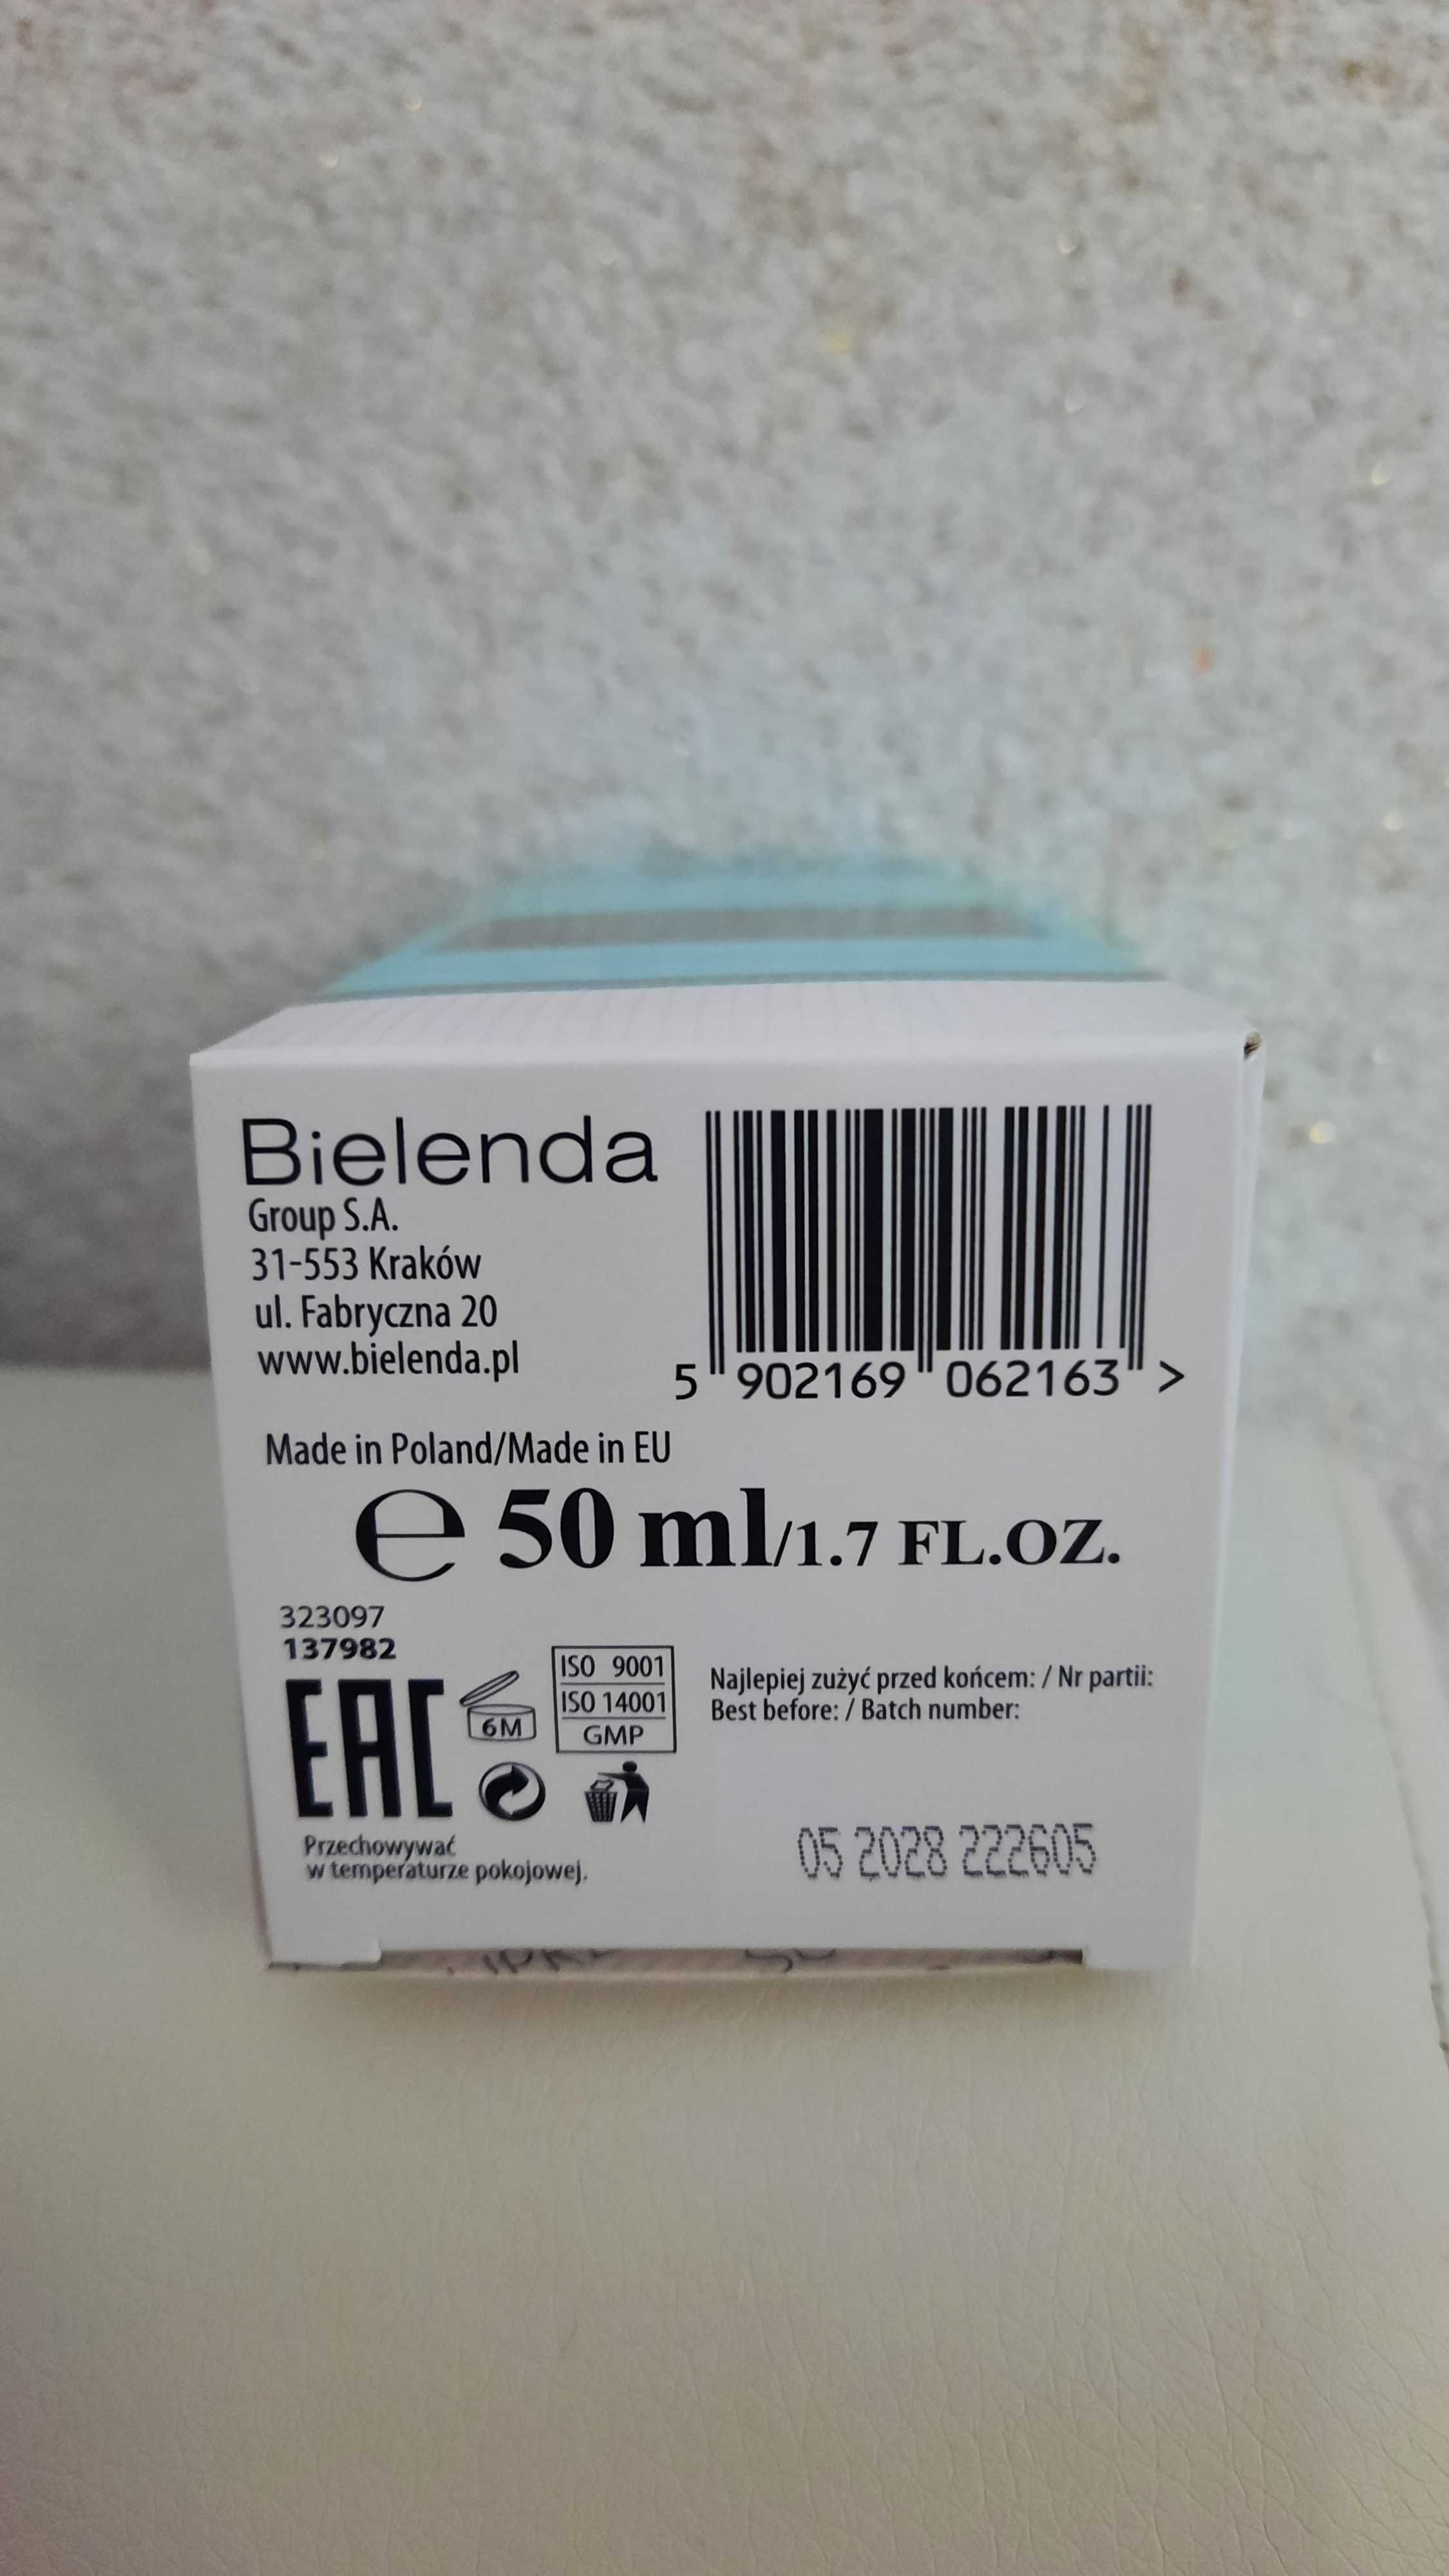 Bielenda
Group S.A.
31-553 Kraków
ul. Fabryczna 20
www.bielenda.pl
5 902169 062163 >
Made in Poland/Made in EU
℮ 50 ml/1.7 FL.OZ.
323097
137982
EAC
6M
ISO 9001
ISO 14001
GMP
Najlepiej zużyć przed końcem: / Nr partii:
Best before: / Batch number:
05 2028 222605
Przechowywać
w temperaturze pokojowej.